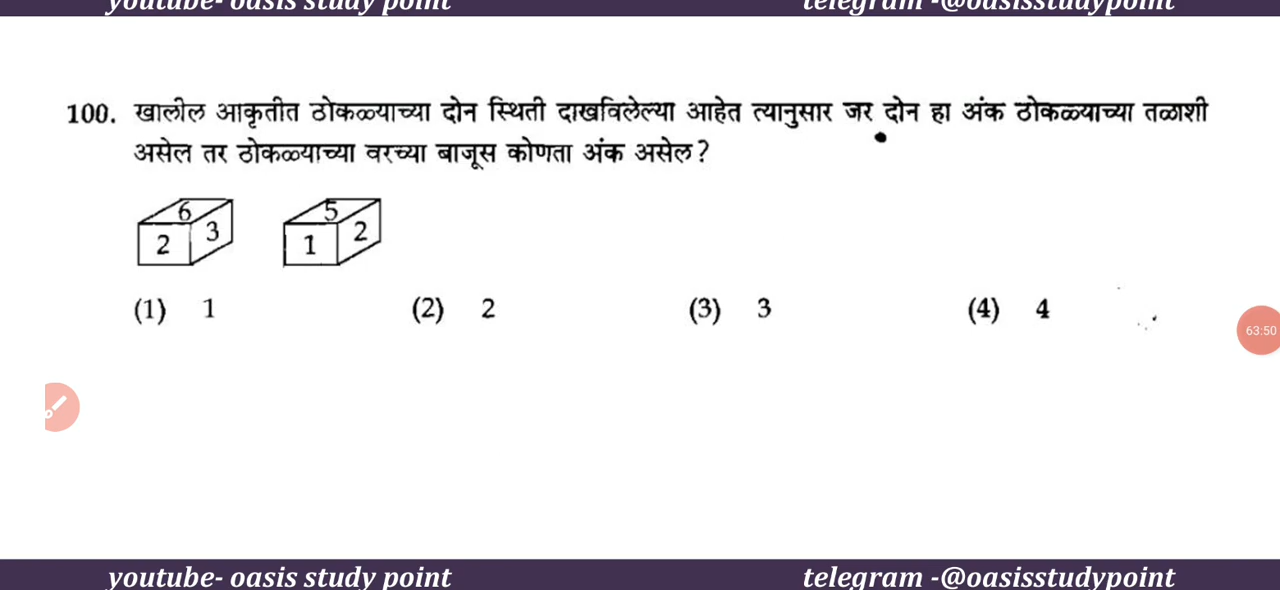 youtube- oasis study point telegram -@oasisstudypoint
100. खालील आकृतीत ठोकळ्याच्या दोन स्थिती दाखविलेल्या आहेत त्यानुसार जर दोन हा अंक ठोकळ्याच्या तळाशी
असेल तर ठोकळ्याच्या वरच्या बाजूस कोणता अंक असेल ?
6 5
2 3 1 2
(1) 1 (2) 2 (3) 3 (4) 4
63:50
youtube- oasis study point telegram -@oasisstudypoint